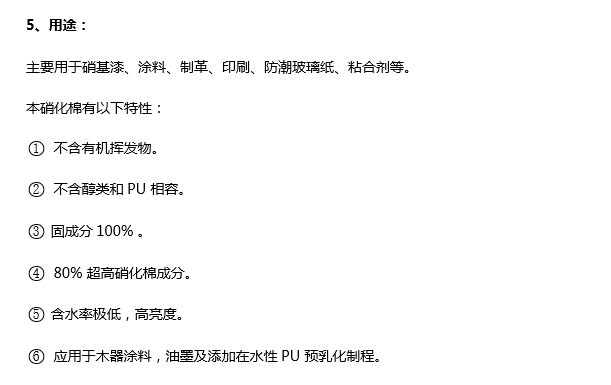 5、用途：
主要用于硝基漆、涂料、制革、印刷、防潮玻璃纸、粘合剂等。
本硝化棉有以下特性：
① 不含有机挥发物。
② 不含醇类和 PU 相容。
③ 固成分 100% 。
④ 80% 超高硝化棉成分。
⑤ 含水率极低，高亮度。
⑥ 应用于木器涂料，油墨及添加在水性 PU 预乳化制程。